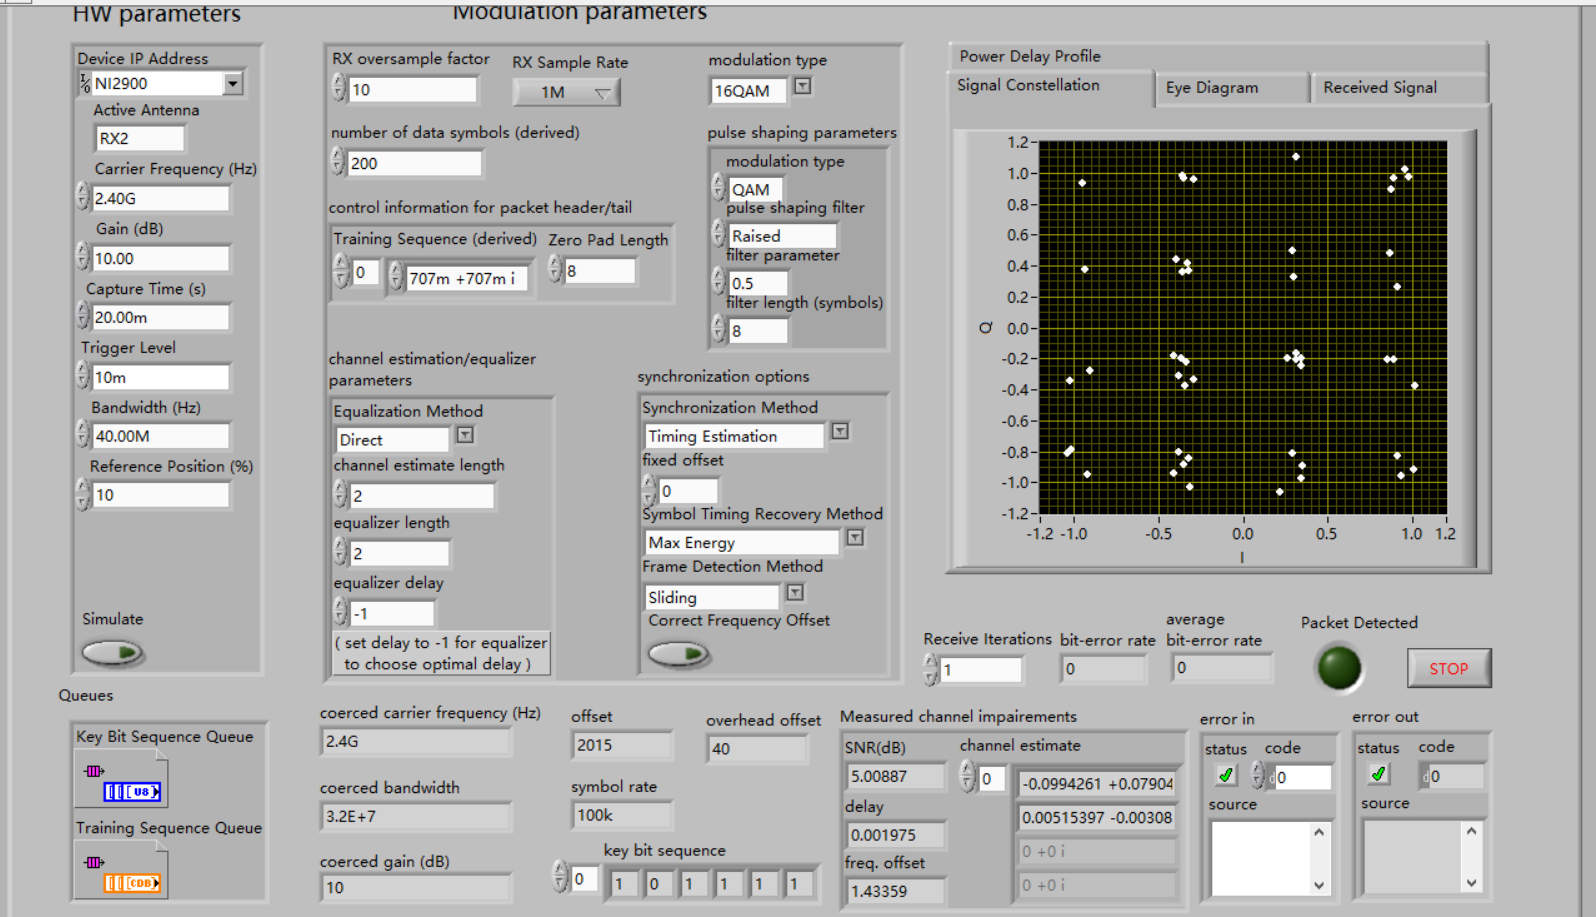 HW parameters
Modulation parameters
Device IP Address
NI2900
Active Antenna
RX2
Carrier Frequency (Hz)
2.40G
Gain (dB)
10.00
Capture Time (s)
20.00m
Trigger Level
10m
Bandwidth (Hz)
40.00M
Reference Position (%)
10
Simulate
RX oversample factor
10
RX Sample Rate
1M
number of data symbols (derived)
200
control information for packet header/tail
Training Sequence (derived)
0
707m +707m i
Zero Pad Length
8
modulation type
16QAM
pulse shaping parameters
modulation type
QAM
pulse shaping filter
Raised
filter parameter
0.5
filter length (symbols)
8
channel estimation/equalizer
parameters
Equalization Method
Direct
channel estimate length
2
equalizer length
2
equalizer delay
-1
( set delay to -1 for equalizer
to choose optimal delay )
synchronization options
Synchronization Method
Timing Estimation
fixed offset
0
Symbol Timing Recovery Method
Max Energy
Frame Detection Method
Sliding
Correct Frequency Offset
Power Delay Profile
Signal Constellation
Eye Diagram
Received Signal
1.2
1.0
0.8
0.6
0.4
0.2
0.0
-0.2
-0.4
-0.6
-0.8
-1.0
-1.2
Q
-1.2 -1.0 -0.5 0.0 0.5 1.0 1.2
I
Receive Iterations
1
bit-error rate
0
average
bit-error rate
0
Packet Detected
STOP
Queues
Key Bit Sequence Queue
U8
Training Sequence Queue
CDB
coerced carrier frequency (Hz)
2.4G
coerced bandwidth
3.2E+7
coerced gain (dB)
10
offset
2015
symbol rate
100k
overhead offset
40
key bit sequence
0
1 0 1 1 1 1
Measured channel impairements
SNR(dB)
5.00887
delay
0.001975
freq. offset
1.43359
channel estimate
0
-0.0994261 +0.07904
0.00515397 -0.00308
0 +0 i
0 +0 i
error in
status code
d0
source
error out
status code
d0
source